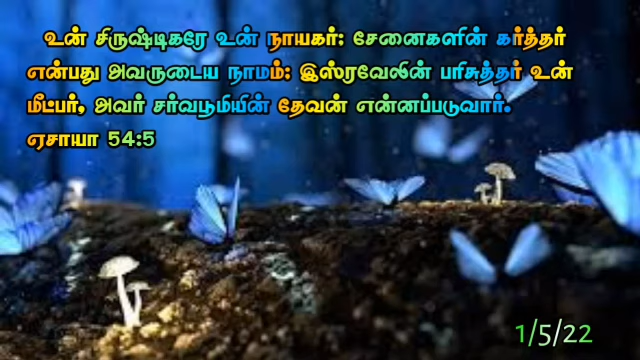 உன் சிருஷ்டிகரே உன் நாயகர்; சேனைகளின் கர்த்தர்
என்பது அவருடைய நாமம்; இஸ்ரவேலின் பரிசுத்தர் உன்
மீட்பர், அவர் சர்வபூமியின் தேவன் என்னப்படுவார்.
ஏசாயா 54:5
1/5/22